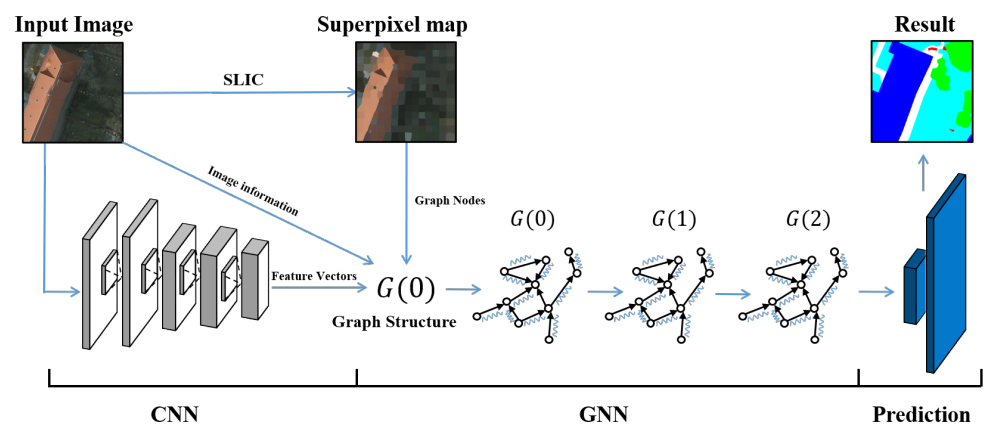 Input Image
Superpixel map
Result
SLIC
Image information
Graph Nodes
G(0)
G(1)
G(2)
Feature Vectors
G(0)
Graph Structure
CNN
GNN
Prediction